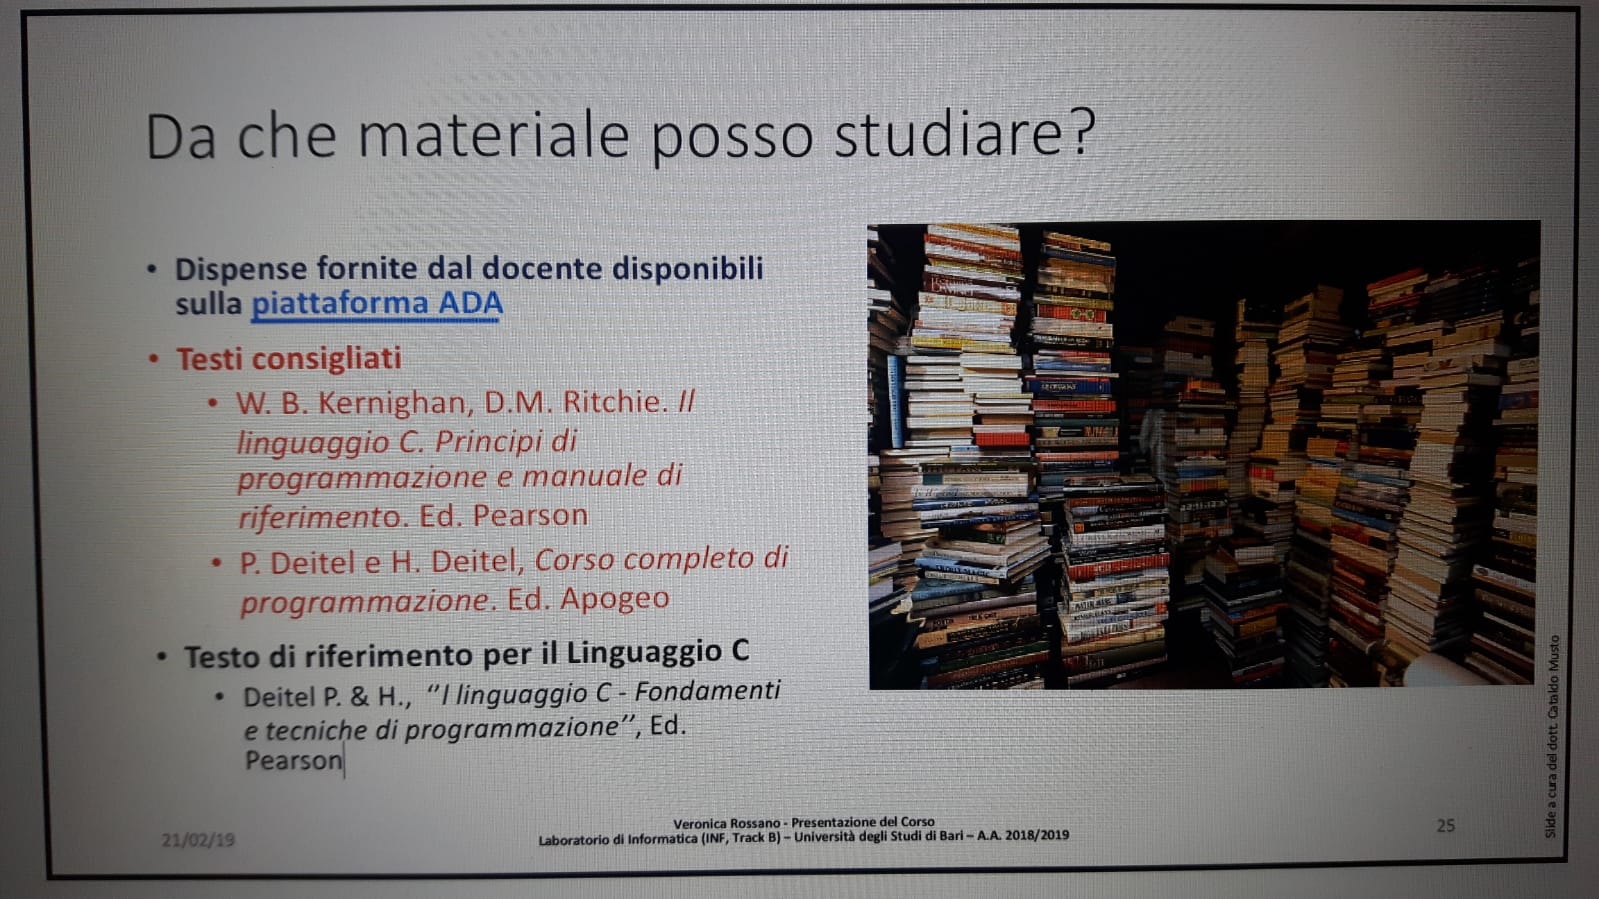 Da che materiale posso studiare?
• Dispense fornite dal docente disponibili
sulla piattaforma ADA
• Testi consigliati
• W. B. Kernighan, D.M. Ritchie. Il
linguaggio C. Principi di
programmazione e manuale di
riferimento. Ed. Pearson
• P. Deitel e H. Deitel, Corso completo di
programmazione. Ed. Apogeo
• Testo di riferimento per il Linguaggio C
• Deitel P. & H., ‘’I linguaggio C - Fondamenti
e tecniche di programmazione’’, Ed.
Pearson
Slide a cura del dott. Cataldo Musto
21/02/19
Veronica Rossano - Presentazione del Corso
Laboratorio di Informatica (INF, Track B) – Università degli Studi di Bari – A.A. 2018/2019
25